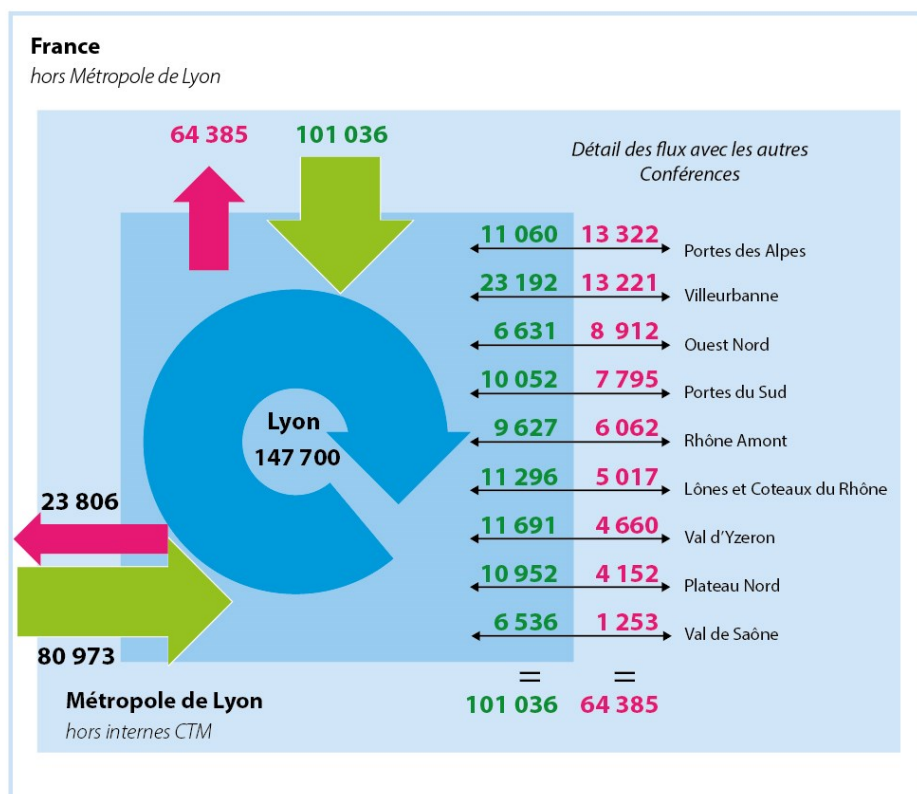 France
hors Métropole de Lyon
64 385 101 036
Détail des flux avec les autres
Conférences
11 060 13 322 Portes des Alpes
23 192 13 221 Villeurbanne
6 631 8 912 Ouest Nord
10 052 7 795 Portes du Sud
9 627 6 062 Rhône Amont
11 296 5 017 Lônes et Coteaux du Rhône
11 691 4 660 Val d'Yzeron
10 952 4 152 Plateau Nord
6 536 1 253 Val de Saône
= =
101 036 64 385
Lyon
147 700
23 806
80 973
Métropole de Lyon
hors internes CTM